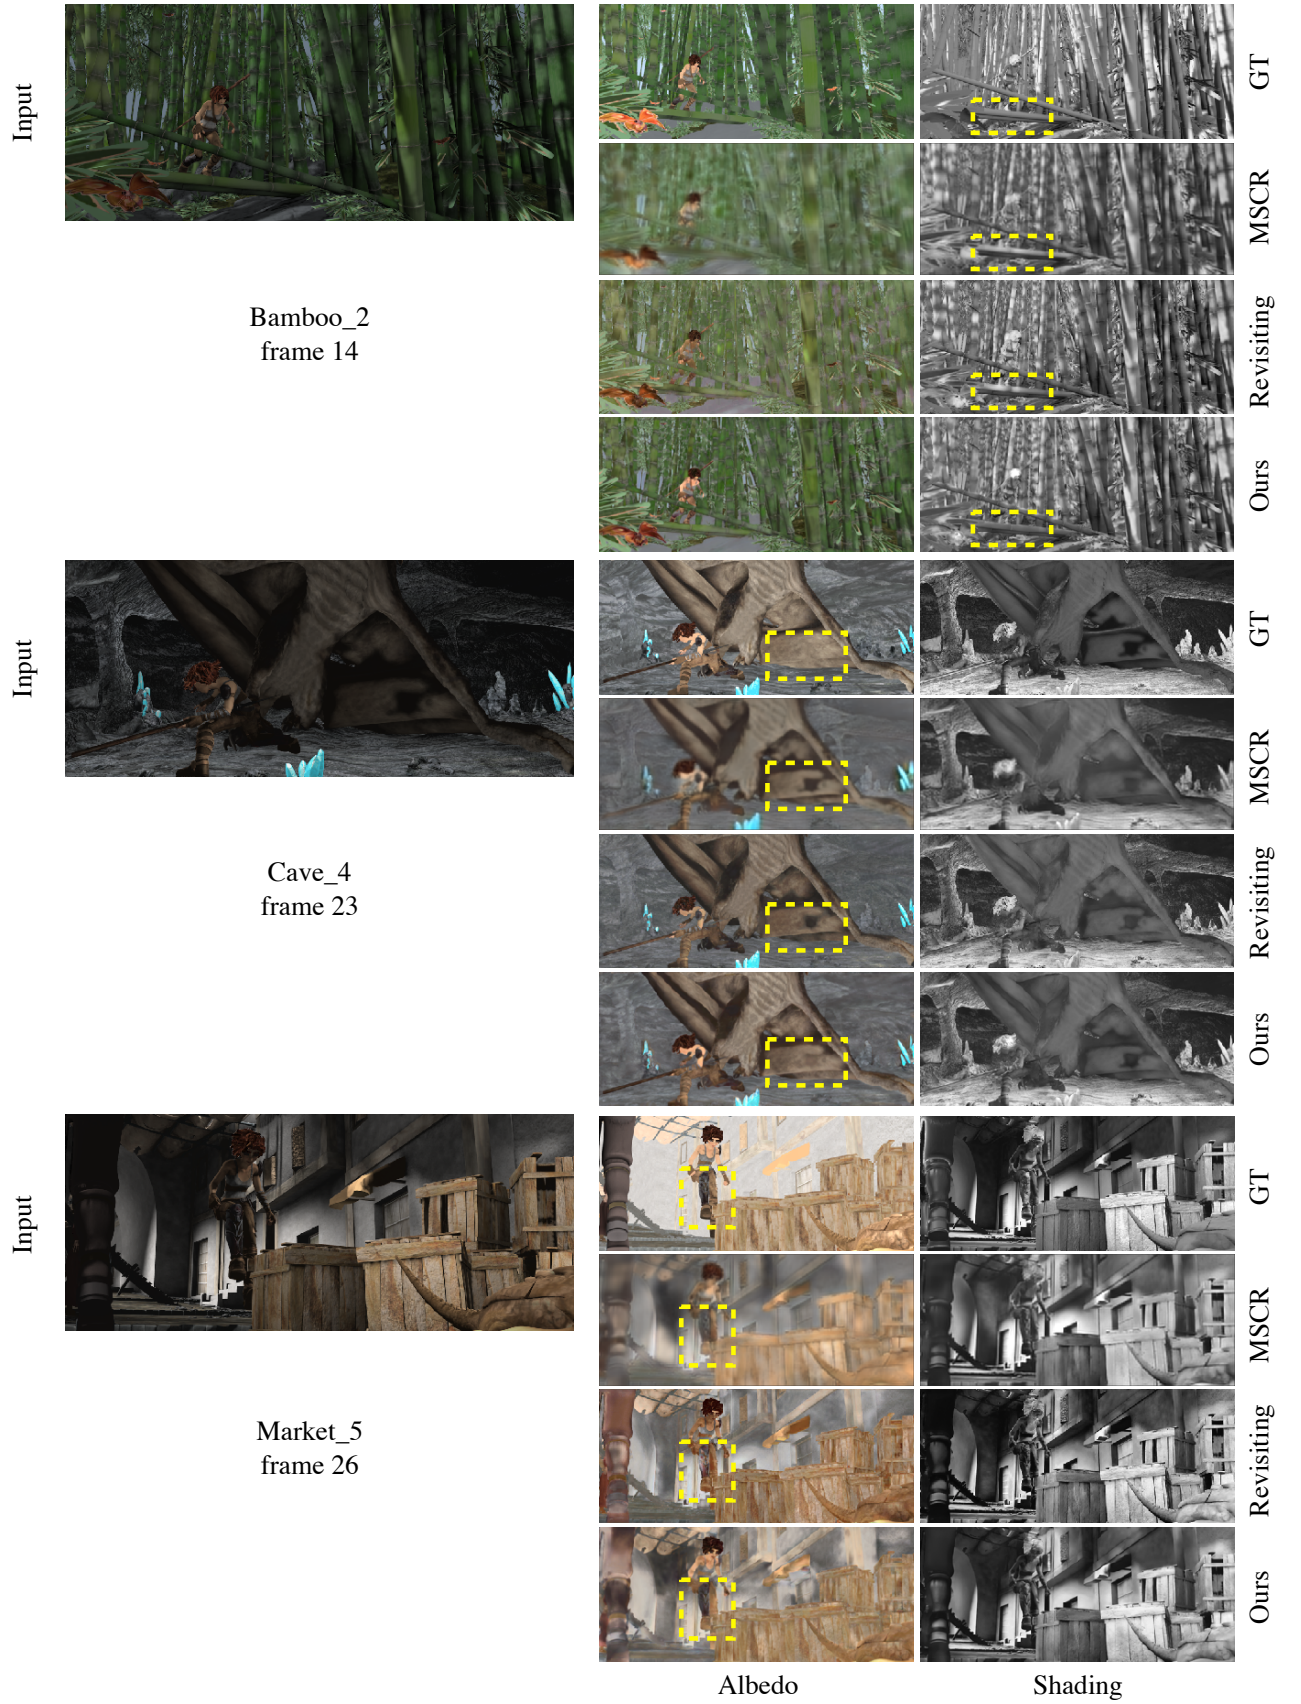 Input
GT
MSCR
Bamboo_2
frame 14
Revisiting
Ours
Input
GT
MSCR
Cave_4
frame 23
Revisiting
Ours
Input
GT
MSCR
Market_5
frame 26
Revisiting
Ours
Albedo
Shading